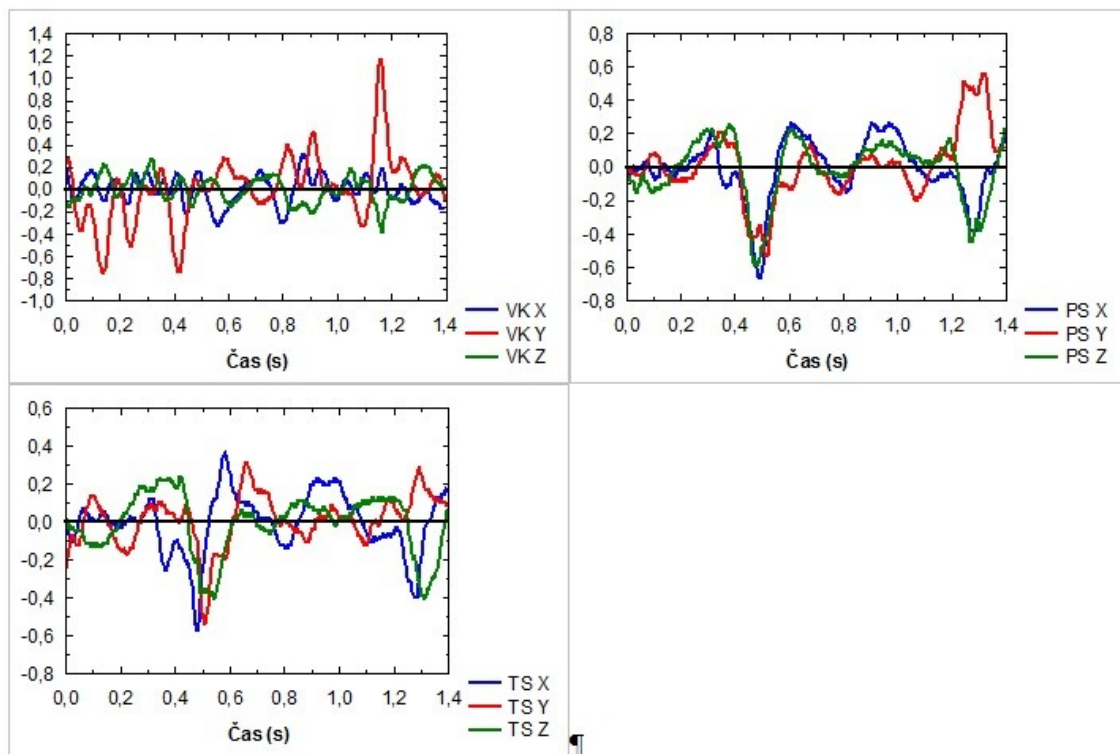 1,4
1,2
1,0
0,8
0,6
0,4
0,2
0,0
-0,2
-0,4
-0,6
-0,8
-1,0
0,0 0,2 0,4 0,6 0,8 1,0 1,2 1,4
Čas (s)
VK X
VK Y
VK Z
0,8
0,6
0,4
0,2
0,0
-0,2
-0,4
-0,6
-0,8
0,0 0,2 0,4 0,6 0,8 1,0 1,2 1,4
Čas (s)
PS X
PS Y
PS Z
0,6
0,4
0,2
0,0
-0,2
-0,4
-0,6
-0,8
0,0 0,2 0,4 0,6 0,8 1,0 1,2 1,4
Čas (s)
TS X
TS Y
TS Z
¶